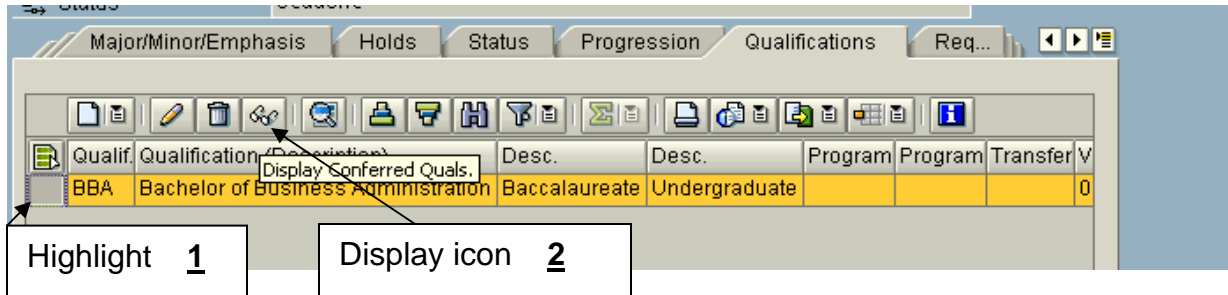 Major/Minor/Emphasis Holds Status Progression Qualifications Req...
Qualif. Qualification (Description) Desc. Desc. Program Program Transfer V
Display Conferred Quals.
BBA Bachelor of Business Administration Baccalaureate Undergraduate 0
Highlight 1 Display icon 2